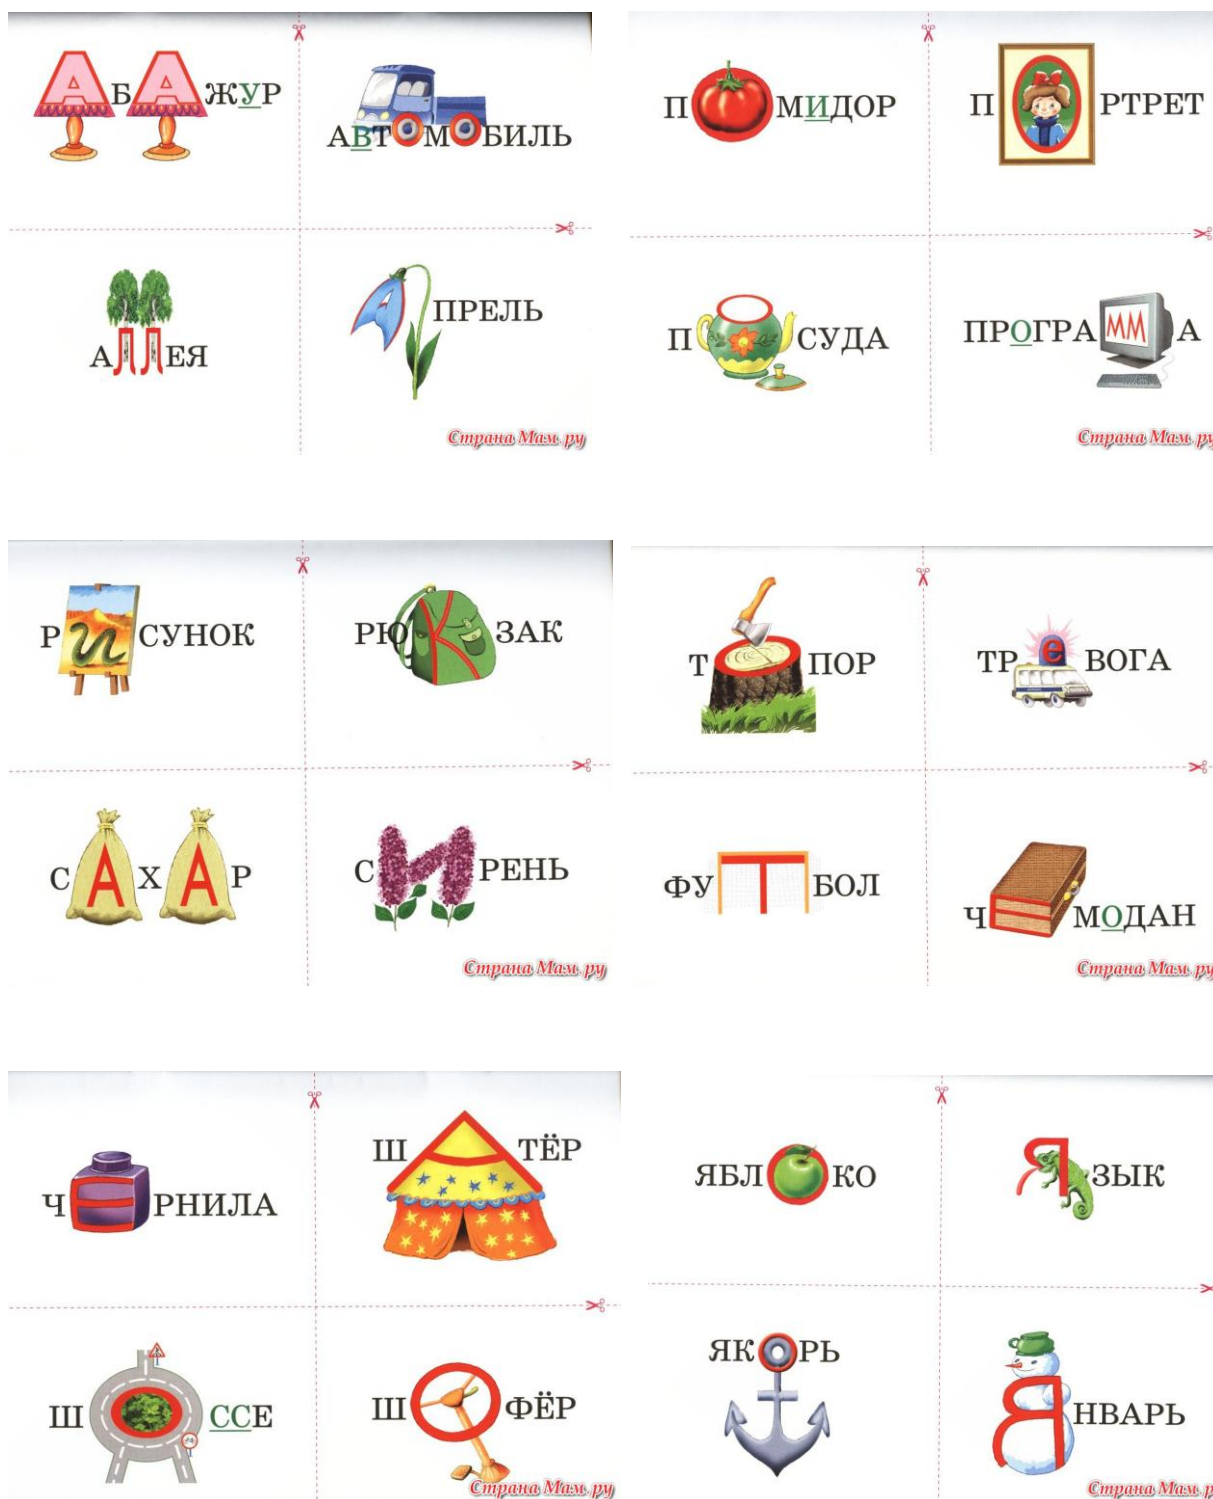 АБАЖУР
АВТОМОБИЛЬ
АЛЛЕЯ
АПРЕЛЬ
Страна Мам.ру
ПОМИДОР
ПОРТРЕТ
ПОСУДА
ПРОГРАММА
Страна Мам.ру
РИСУНОК
РЮКЗАК
САХАР
СИРЕНЬ
Страна Мам.ру
ТОПОР
ТРеВОГА
ФУТБОЛ
ЧЕМОДАН
Страна Мам.ру
ЧЕРНИЛА
ШАТЁР
ШОССЕ
ШОФЁР
Страна Мам.ру
ЯБЛОКО
ЯЗЫК
ЯКОРЬ
ЯНВАРЬ
Страна Мам.р